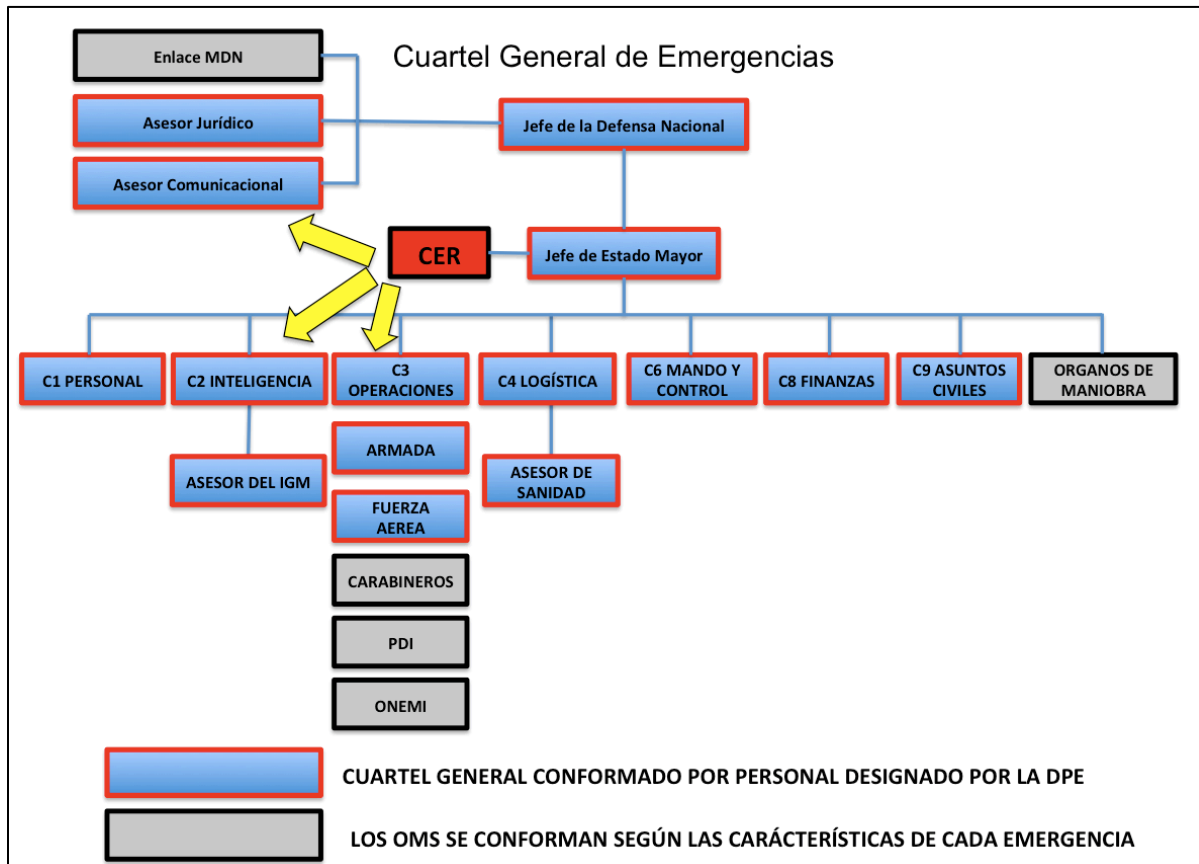 Cuartel General de Emergencias
Enlace MDN
Asesor Jurídico
Asesor Comunicacional
Jefe de la Defensa Nacional
CER
Jefe de Estado Mayor
C1 PERSONAL
C2 INTELIGENCIA
C3
OPERACIONES
C4 LOGÍSTICA
C6 MANDO Y
CONTROL
C8 FINANZAS
C9 ASUNTOS
CIVILES
ORGANOS DE
MANIOBRA
ASESOR DEL IGM
ARMADA
ASESOR DE
SANIDAD
FUERZA
AEREA
CARABINEROS
PDI
ONEMI
CUARTEL GENERAL CONFORMADO POR PERSONAL DESIGNADO POR LA DPE
LOS OMS SE CONFORMAN SEGÚN LAS CARÁCTERÍSTICAS DE CADA EMERGENCIA